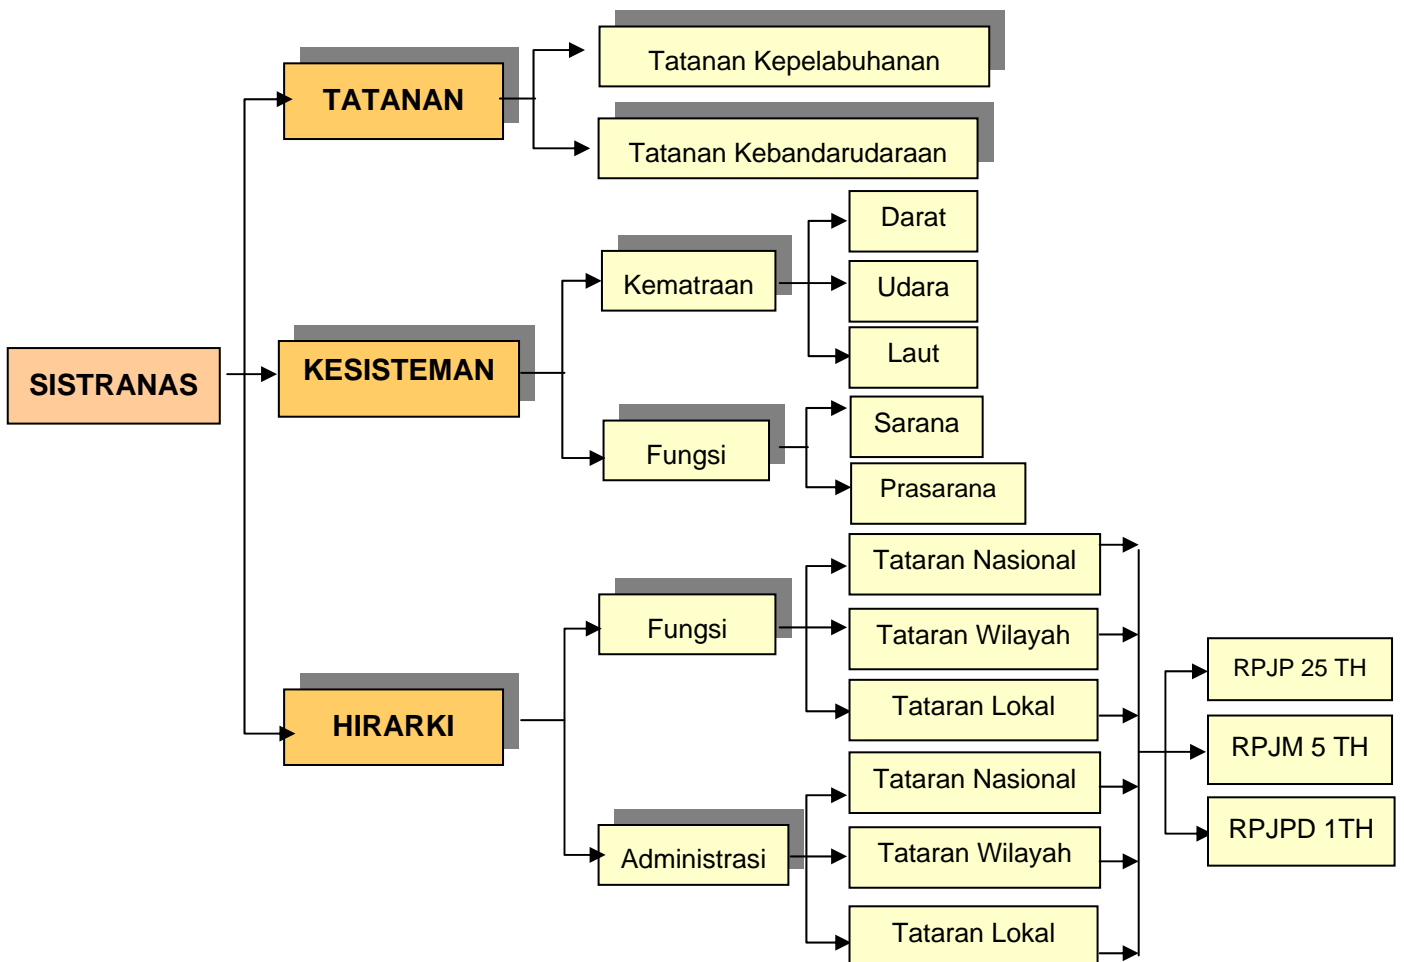 SISTRANAS
TATANAN
Tatanan Kepelabuhanan
Tatanan Kebandarudaraan
KESISTEMAN
Kematraan
Darat
Udara
Laut
Fungsi
Sarana
Prasarana
HIRARKI
Fungsi
Tataran Nasional
Tataran Wilayah
Tataran Lokal
Administrasi
Tataran Nasional
Tataran Wilayah
Tataran Lokal
RPJP 25 TH
RPJM 5 TH
RPJPD 1TH